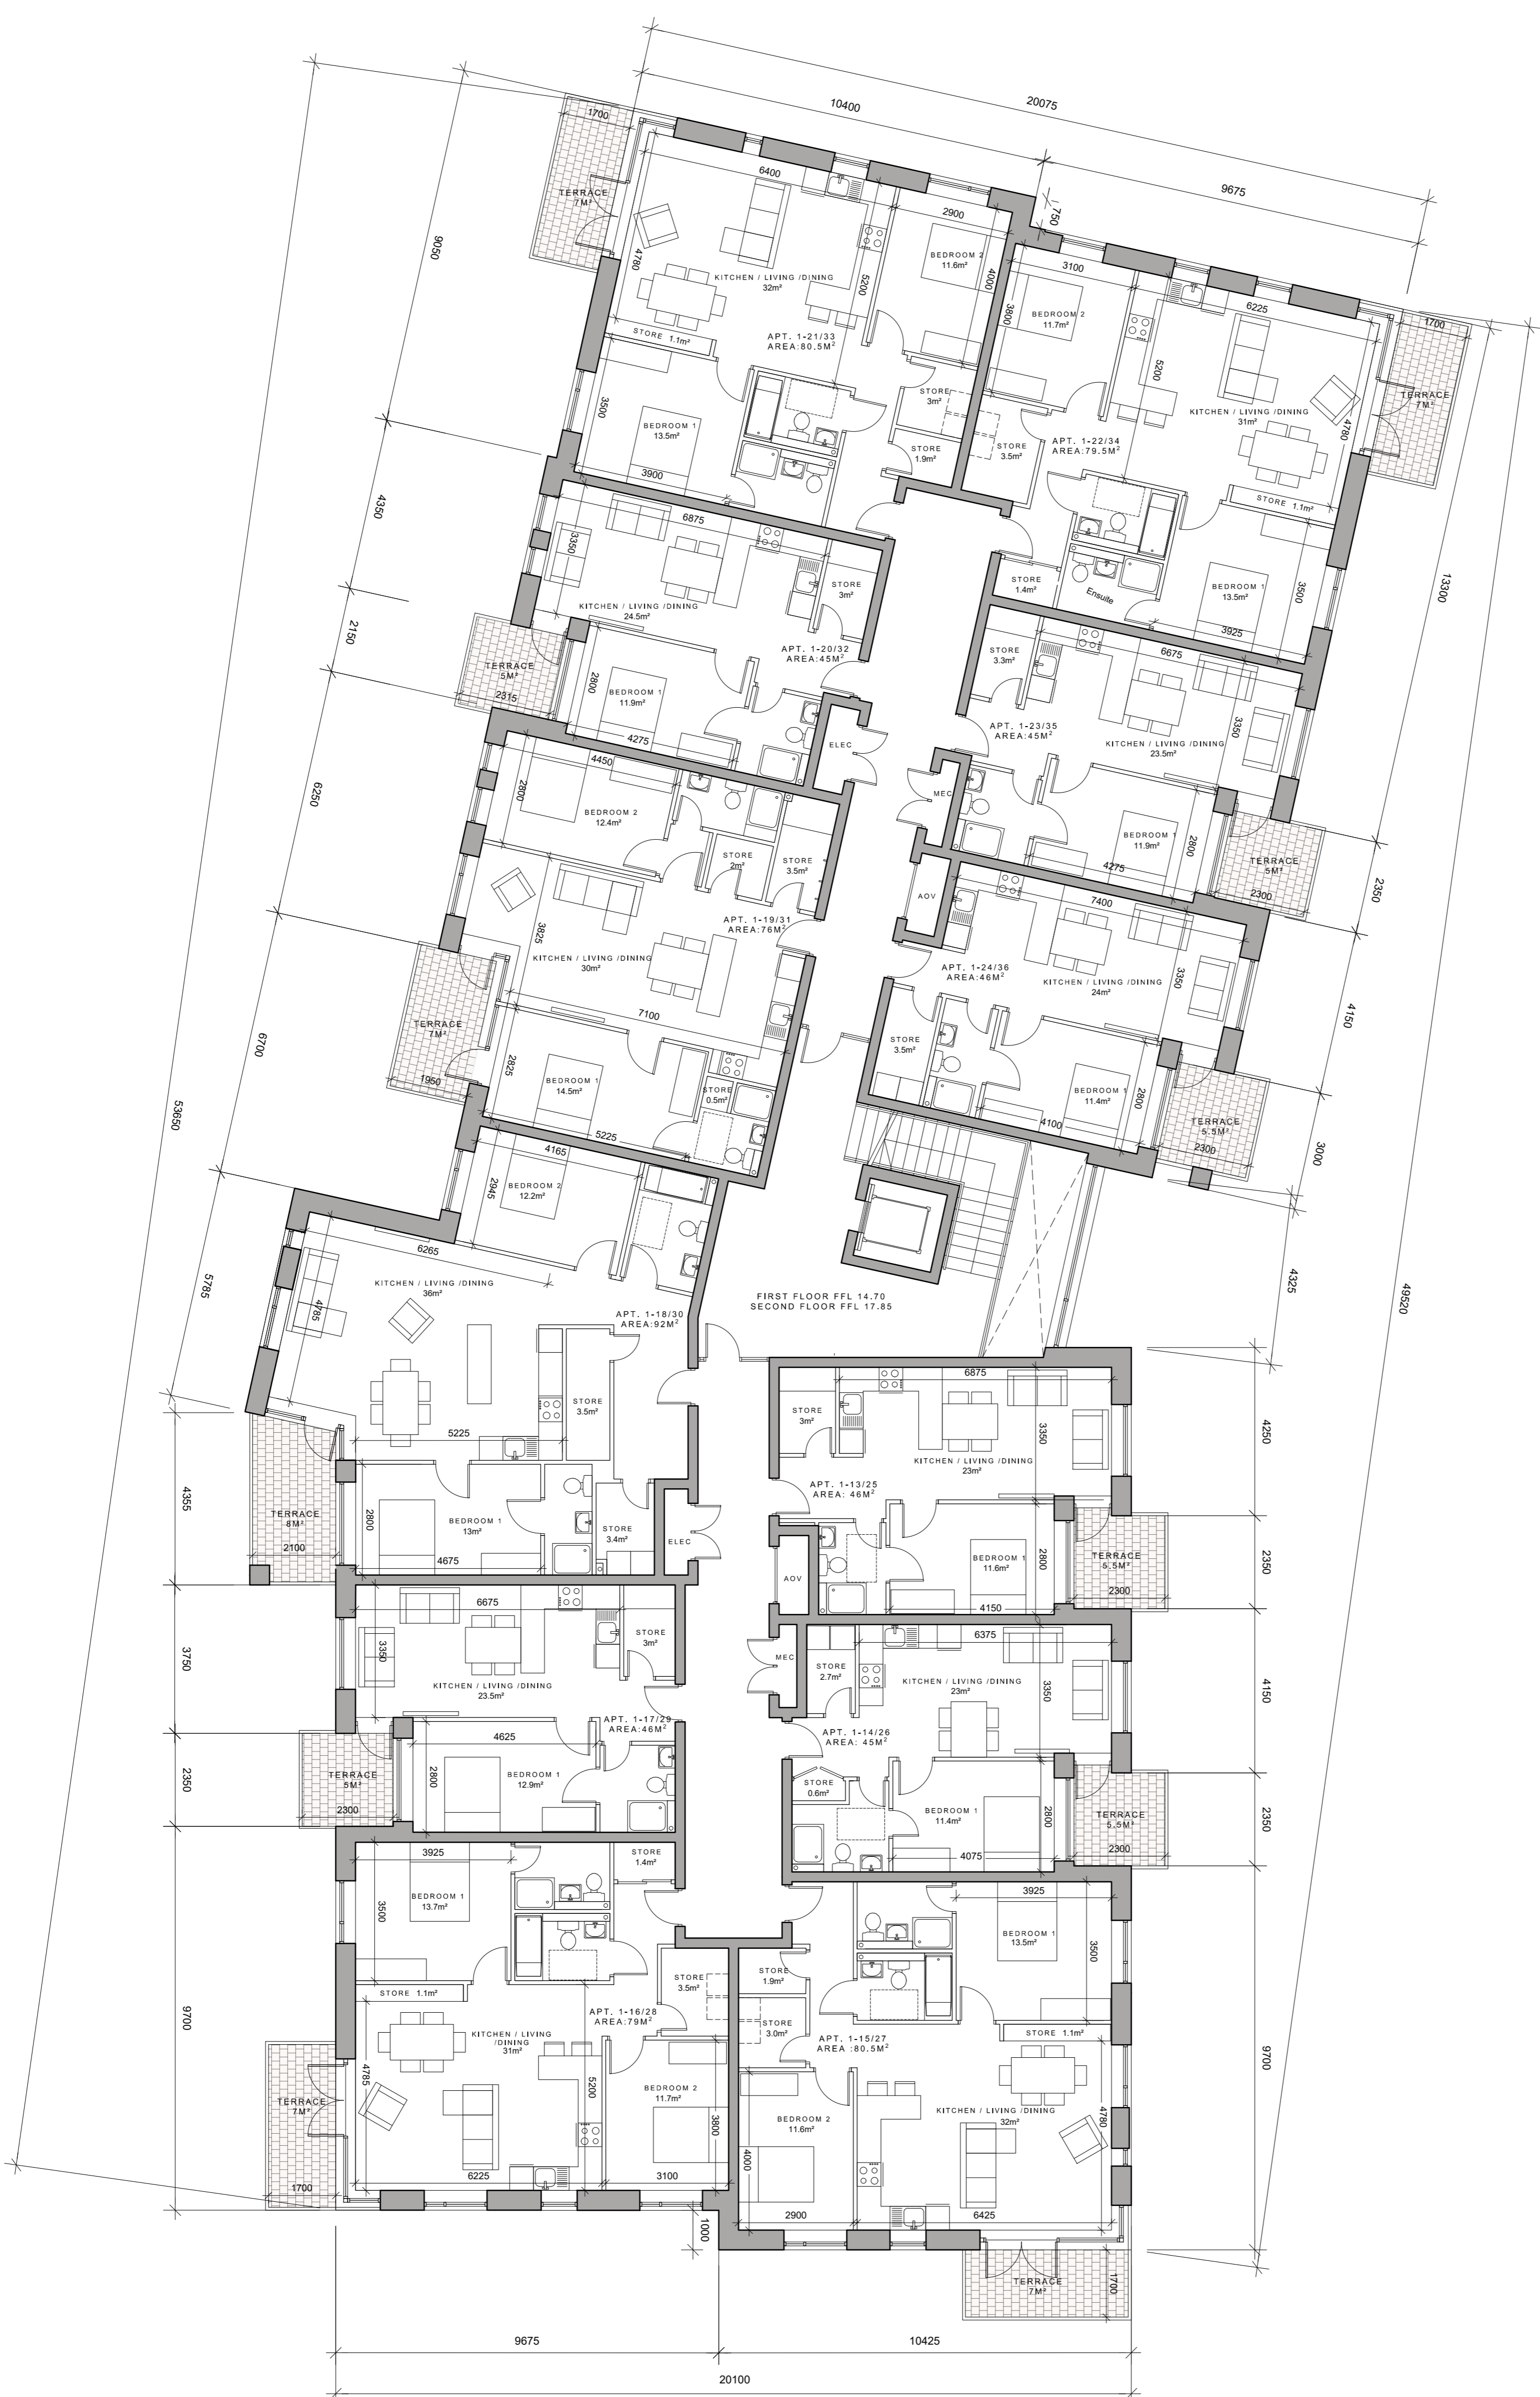 20075
10400
9675
750
1700
TERRACE
7M²
6400
2900
4780
5200
4000
BEDROOM 2
11.6m²
KITCHEN / LIVING /DINING
32m²
STORE 1.1m²
APT. 1-21/33
AREA:80.5M²
3500
BEDROOM 1
13.5m²
3900
STORE
3m²
STORE
1.9m²
3100
3800
BEDROOM 2
11.7m²
6225
5200
4780
KITCHEN / LIVING /DINING
31m²
1700
TERRACE
7M²
APT. 1-22/34
AREA:79.5M²
STORE
3.5m²
STORE 1.1m²
STORE
1.4m²
Ensuite
BEDROOM 1
13.5m²
3500
3925
9050
4350
2150
6250
6700
53650
5785
6875
3350
KITCHEN / LIVING /DINING
24.5m²
STORE
3m²
APT. 1-20/32
AREA:45M²
TERRACE
5M²
2315
2800
BEDROOM 1
11.9m²
4275
ELEC
STORE
3.3m²
6675
3350
APT. 1-23/35
AREA:45M²
KITCHEN / LIVING /DINING
23.5m²
MEC
BEDROOM 1
11.9m²
2800
4275
TERRACE
5M²
2300
13300
2350
4150
3000
4325
49520
4450
2800
BEDROOM 2
12.4m²
STORE
2m²
STORE
3.5m²
APT. 1-19/31
AREA:76M²
3825
KITCHEN / LIVING /DINING
30m²
7100
TERRACE
7M²
1950
2825
BEDROOM 1
14.5m²
STORE
0.5m²
5225
AOV
7400
3350
APT. 1-24/36
AREA:46M²
KITCHEN / LIVING /DINING
24m²
STORE
3.5m²
BEDROOM 1
11.4m²
2800
4100
TERRACE
5.5M²
2300
4165
2945
BEDROOM 2
12.2m²
6265
KITCHEN / LIVING /DINING
36m²
4785
APT. 1-18/30
AREA:92M²
STORE
3.5m²
5225
FIRST FLOOR FFL 14.70
SECOND FLOOR FFL 17.85
TERRACE
8M²
2100
2800
BEDROOM 1
13m²
4675
STORE
3.4m²
ELEC
6875
STORE
3m²
3350
KITCHEN / LIVING /DINING
23m²
APT. 1-13/25
AREA: 46M²
BEDROOM 1
11.6m²
2800
4150
TERRACE
5.5M²
2300
AOV
4250
2350
4150
2350
9700
4355
3750
2350
9700
6675
3350
STORE
3m²
KITCHEN / LIVING /DINING
23.5m²
APT. 1-17/29
AREA:46M²
4625
2800
BEDROOM 1
12.9m²
TERRACE
5M²
2300
MEC
STORE
2.7m²
6375
KITCHEN / LIVING /DINING
23m²
3350
APT. 1-14/26
AREA: 45M²
STORE
0.6m²
BEDROOM 1
11.4m²
2800
4075
TERRACE
5.5M²
2300
3925
STORE
1.4m²
BEDROOM 1
13.7m²
3500
STORE 1.1m²
STORE
3.5m²
APT. 1-16/28
AREA:79M²
KITCHEN / LIVING
/DINING
31m²
4785
5200
BEDROOM 2
11.7m²
3800
TERRACE
7M²
1700
6225
3100
1000
3925
BEDROOM 1
13.5m²
3500
STORE
1.9m²
STORE
3.0m²
APT. 1-15/27
AREA :80.5M²
STORE 1.1m²
KITCHEN / LIVING /DINING
32m²
4780
BEDROOM 2
11.6m²
4000
2900
6425
TERRACE
7M²
1700
9675
10425
20100